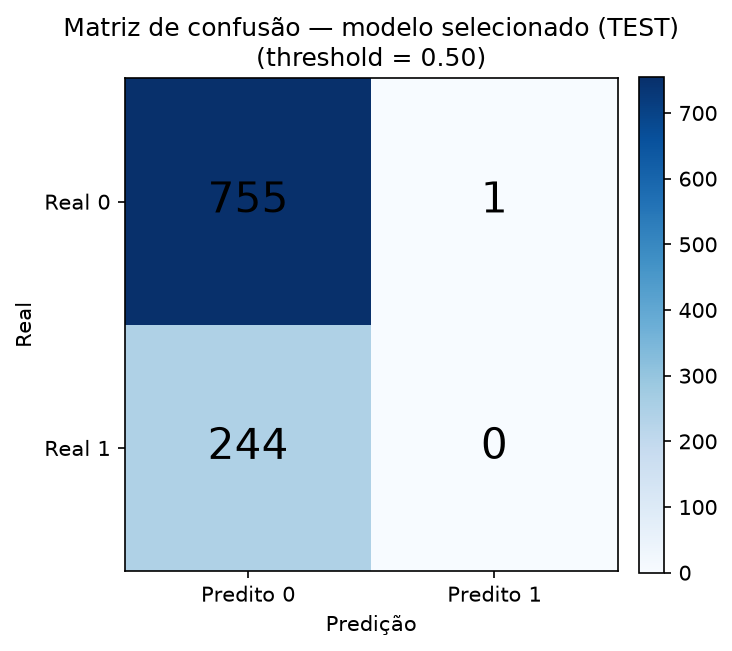 Matriz de confusão — modelo selecionado (TEST)
(threshold = 0.50)
Real
Real 0
755
1
Real 1
244
0
Predito 0
Predito 1
Predição
700
600
500
400
300
200
100
0